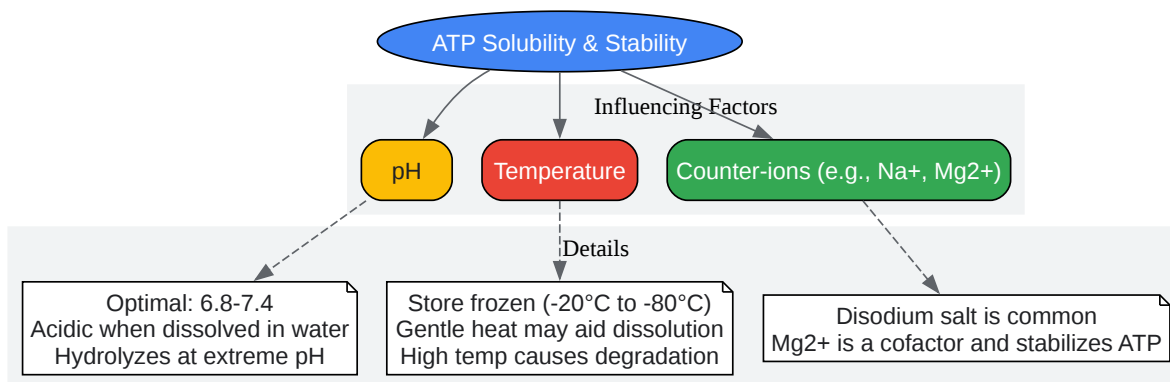 ATP Solubility & Stability
Influencing Factors
pH
Temperature
Counter-ions (e.g., Na+, Mg2+)
Details
Optimal: 6.8-7.4
Acidic when dissolved in water
Hydrolyzes at extreme pH
Store frozen (-20°C to -80°C)
Gentle heat may aid dissolution
High temp causes degradation
Disodium salt is common
Mg2+ is a cofactor and stabilizes ATP